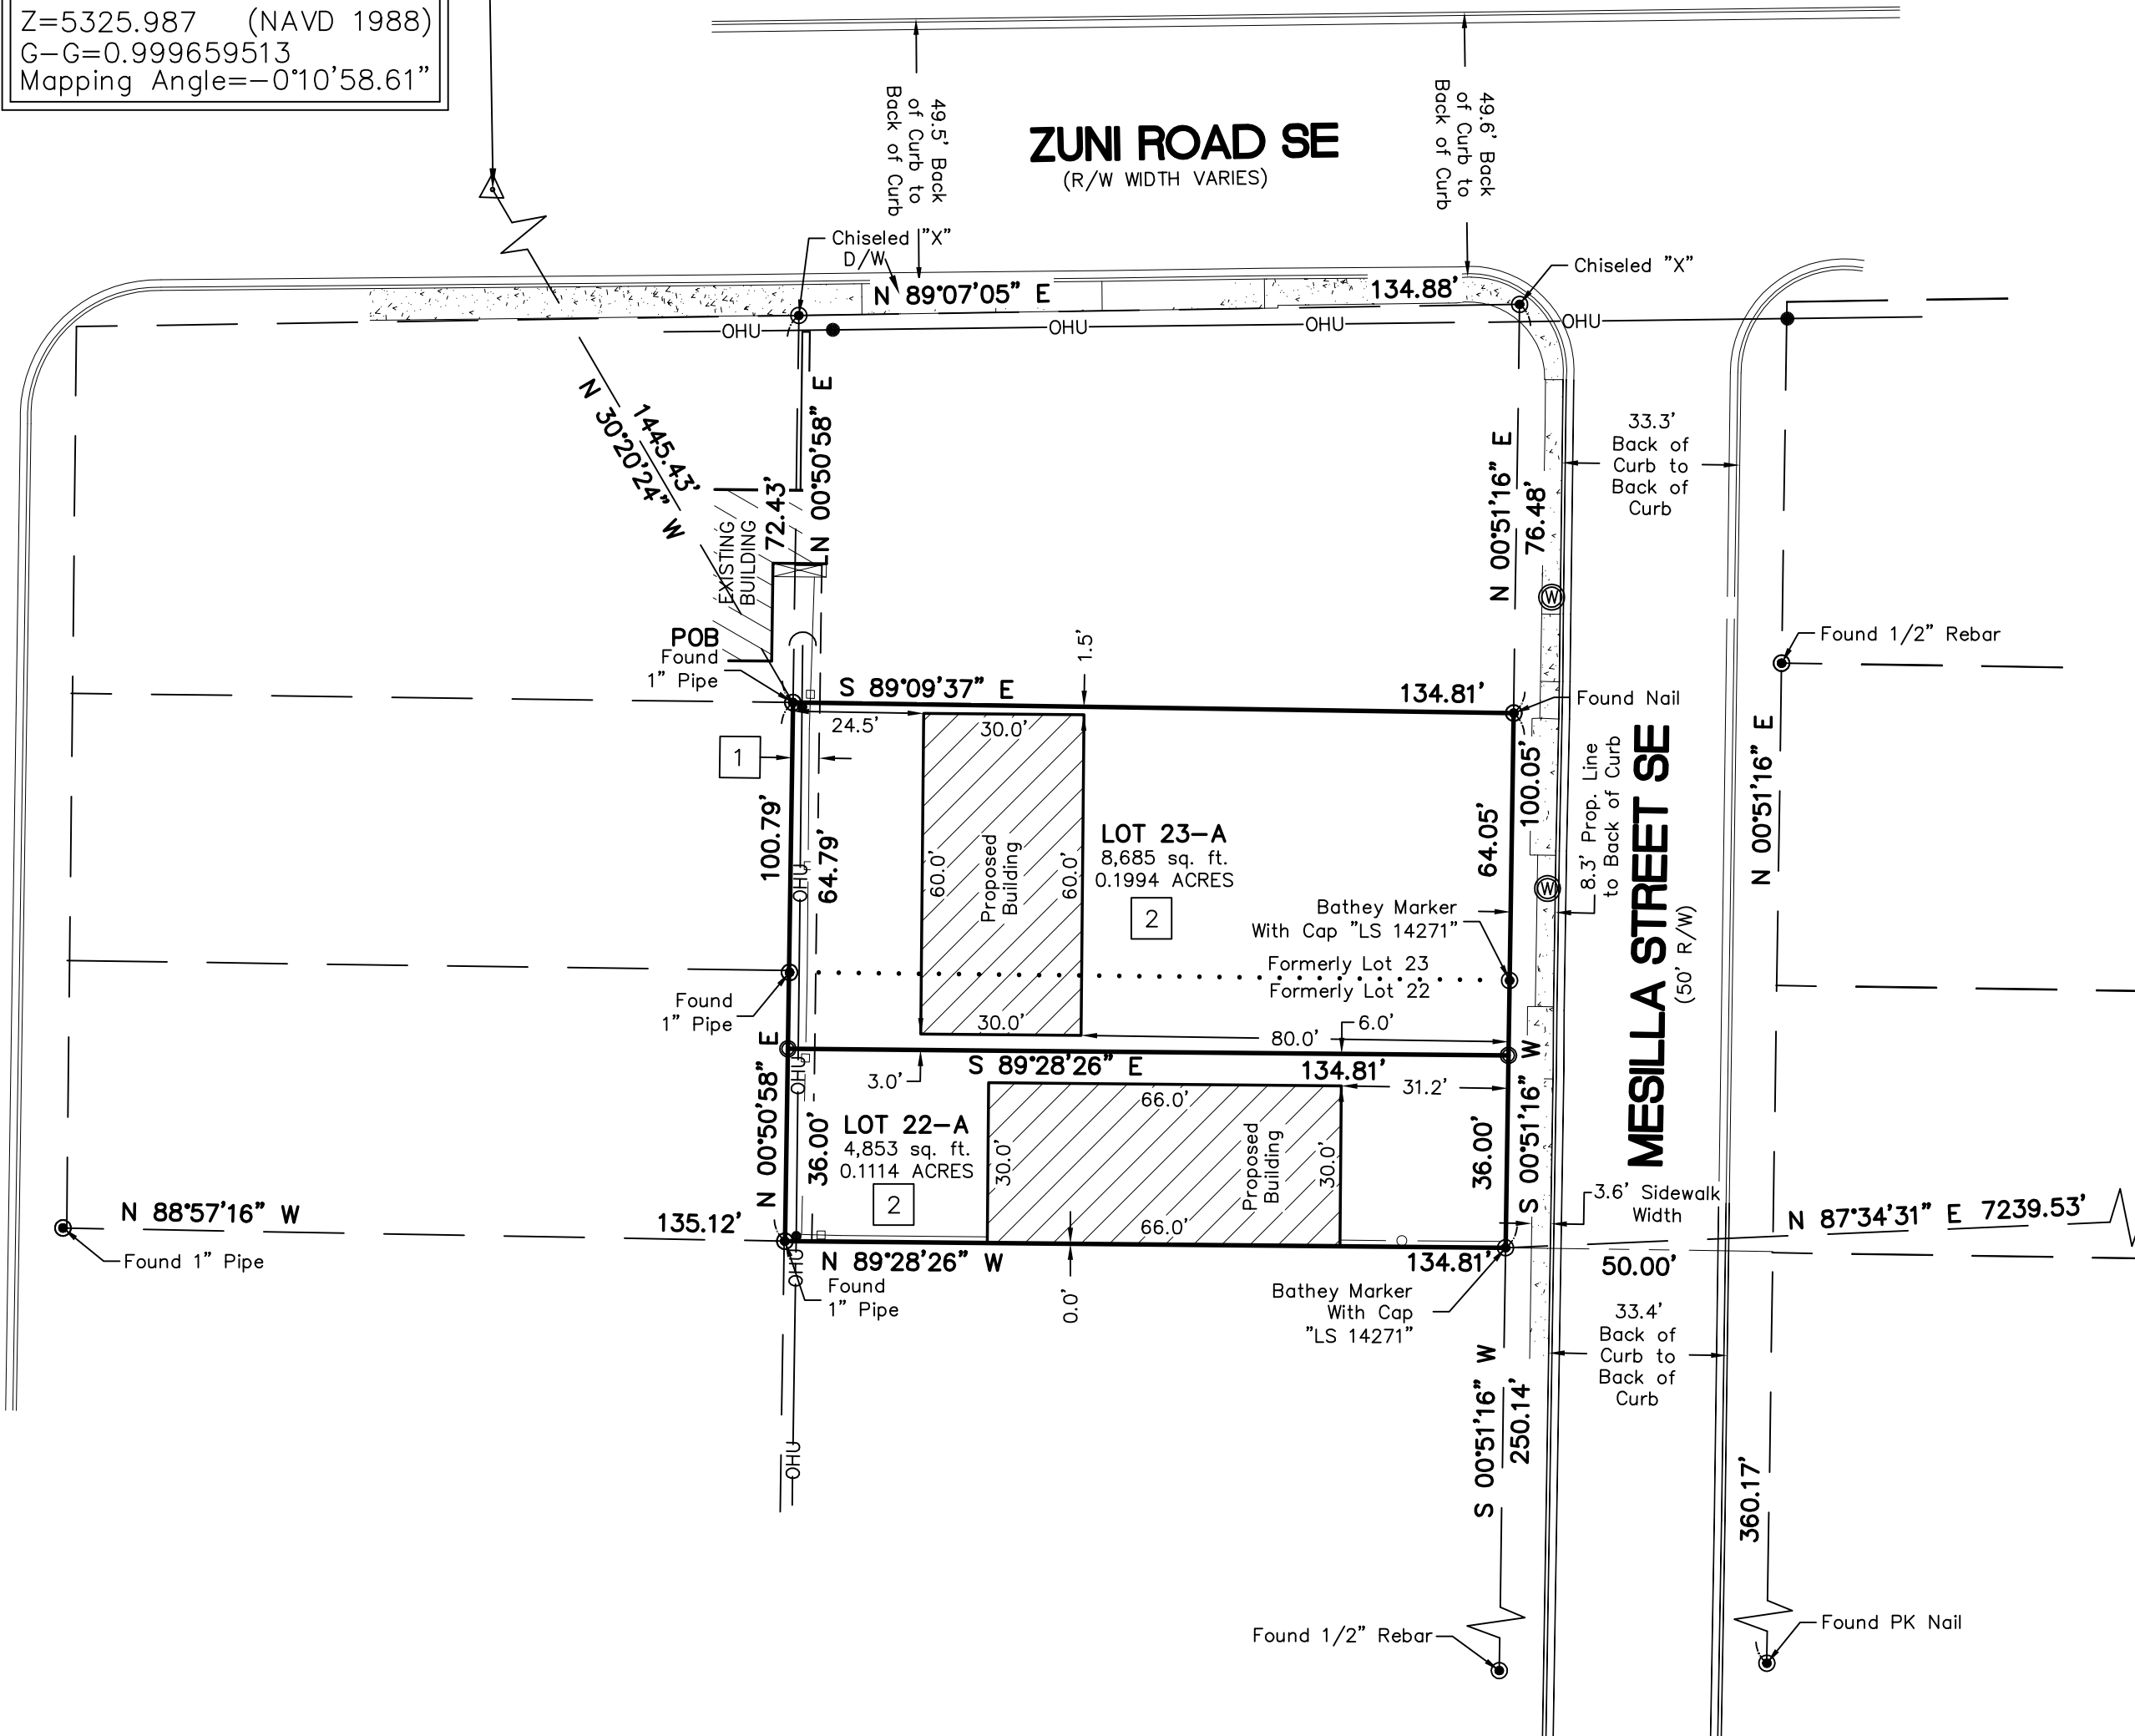 Z=5325.987 (NAVD 1988)
G-G=0.999659513
Mapping Angle=-0°10'58.61"
49.5' Back
of Curb to
Back of Curb
ZUNI ROAD SE
(R/W WIDTH VARIES)
49.6' Back
of Curb to
Back of Curb
Chiseled "X"
D/W
N 89°07'05" E
134.88'
Chiseled "X"
OHU
OHU
OHU
OHU
1445.43'
N 30°20'24" W
N 00°50'58" E
72.43'
EXISTING
BUILDING
N 00°51'16" E
76.48'
33.3'
Back of
Curb to
Back of
Curb
W
POB
Found
1" Pipe
Found 1/2" Rebar
S 89°09'37" E
134.81'
1.5'
Found Nail
24.5'
30.0'
1
100.79'
64.79'
OHU
60.0'
Proposed
Building
60.0'
LOT 23-A
8,685 sq. ft.
0.1994 ACRES
2
64.05'
100.05'
8.3' Prop. Line
to Back of Curb
MESILLA STREET SE
(50' R/W)
N 00°51'16" E
W
Bathey Marker
With Cap "LS 14271"
Formerly Lot 23
Formerly Lot 22
Found
1" Pipe
30.0'
80.0'
6.0'
S 89°28'26" E
134.81'
3.0'
31.2'
N 00°50'58" E
OHU
36.00'
LOT 22-A
4,853 sq. ft.
0.1114 ACRES
2
66.0'
30.0'
Proposed
Building
30.0'
66.0'
36.00'
S 00°51'16" W
3.6' Sidewalk
Width
N 87°34'31" E 7239.53'
N 88°57'16" W
135.12'
Found 1" Pipe
N 89°28'26" W
134.81'
50.00'
OHU
Found
1" Pipe
0.0'
Bathey Marker
With Cap
"LS 14271"
33.4'
Back of
Curb to
Back of
Curb
OHU
S 00°51'16" W
250.14'
360.17'
Found 1/2" Rebar
Found PK Nail